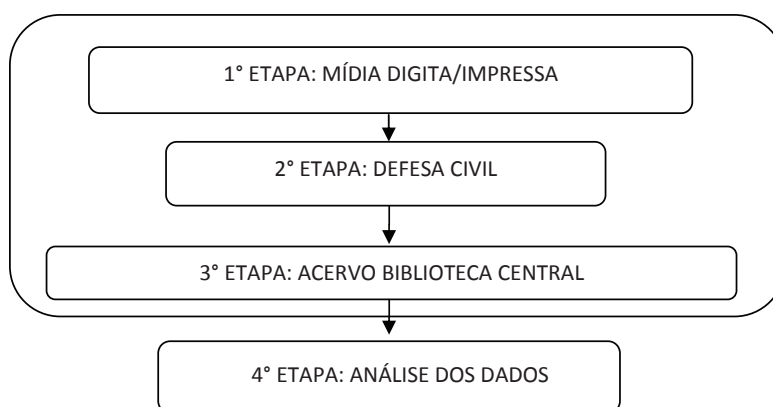 1° ETAPA: MÍDIA DIGITA/IMPRESSA
2° ETAPA: DEFESA CIVIL
3° ETAPA: ACERVO BIBLIOTECA CENTRAL
4° ETAPA: ANÁLISE DOS DADOS